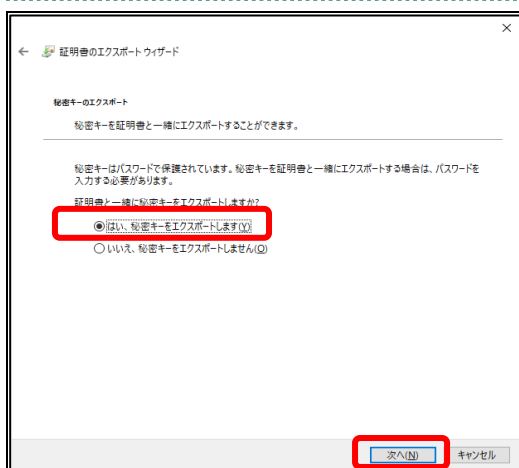 証明書のエクスポート ウィザード
秘密キーのエクスポート
秘密キーを証明書と一緒にエクスポートすることができます。
秘密キーはパスワードで保護されています。秘密キーを証明書と一緒にエクスポートする場合は、パスワードを
入力する必要があります。
証明書と一緒に秘密キーをエクスポートしますか?
はい、秘密キーをエクスポートします(Y)
いいえ、秘密キーをエクスポートしません(O)
次へ(N) キャンセル